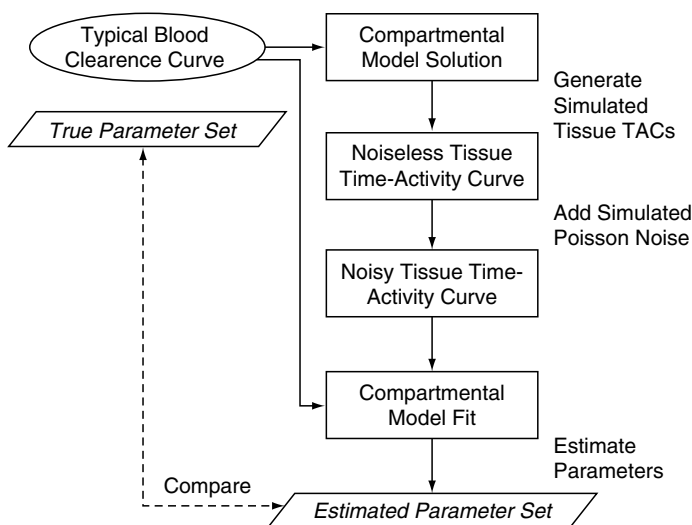 Typical Blood
Clearence Curve
Compartmental
Model Solution
Generate
Simulated
Tissue TACs
True Parameter Set
Noiseless Tissue
Time-Activity Curve
Add Simulated
Poisson Noise
Noisy Tissue Time-
Activity Curve
Compartmental
Model Fit
Estimate
Parameters
Compare
Estimated Parameter Set